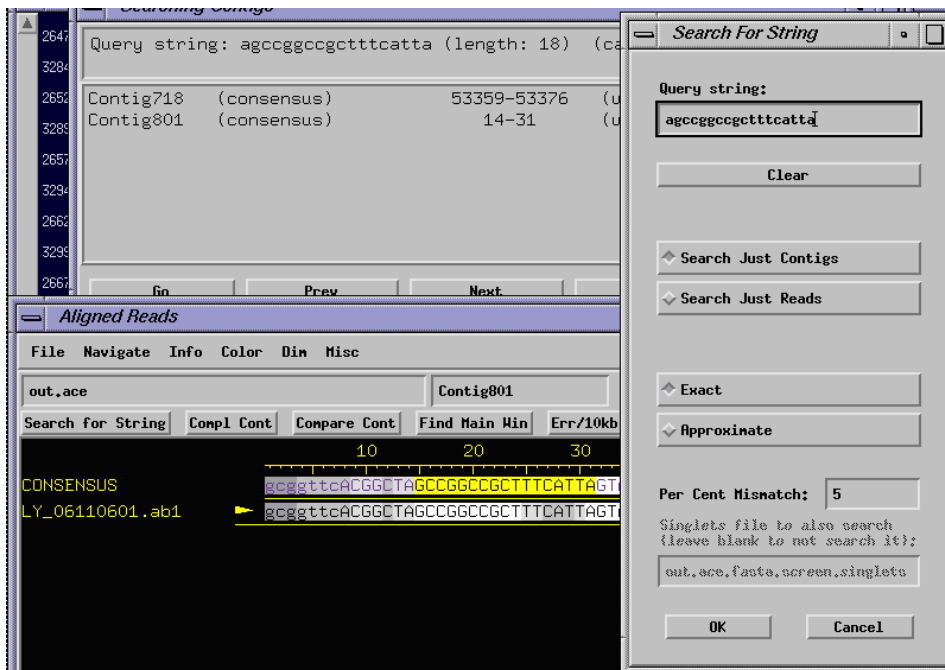 Searching Contigs
2647
3284
2652
3289
2657
3294
2662
3299
2667
Query string: agccggccgctttcatta (length: 18) (ca
Contig718 (consensus) 53359-53376 (u
Contig801 (consensus) 14-31 (u
Go Prev Next
Aligned Reads
File Navigate Info Color Dim Misc
out.ace Contig801
Search for String Compl Cont Compare Cont Find Main Win Err/10kb
10 20 30
CONSENSUS gcggttcACGGCTAGCCGGCCGCTTTCATTAGT
LY_06110601.ab1 gcggttcACGGCTAGCCGGCCGCTTTCATTAGT
Search For String
Query string:
agccggccgctttcatta
Clear
Search Just Contigs
Search Just Reads
Exact
Approximate
Per Cent Mismatch: 5
Singlets file to also search
(leave blank to not search it):
out.ace.fasta.screen.singlets
OK Cancel